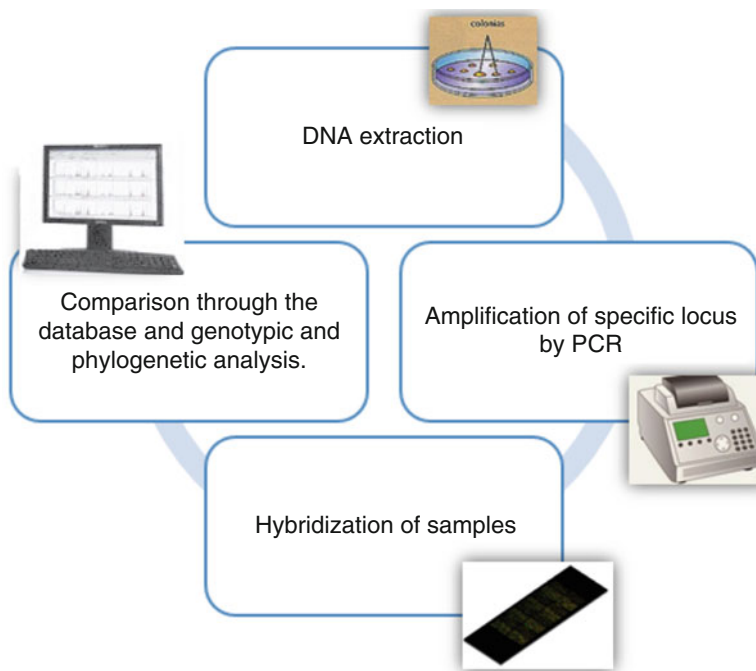 colonias
DNA extraction
Amplification of specific locus
by PCR
Hybridization of samples
Comparison through the
database and genotypic and
phylogenetic analysis.